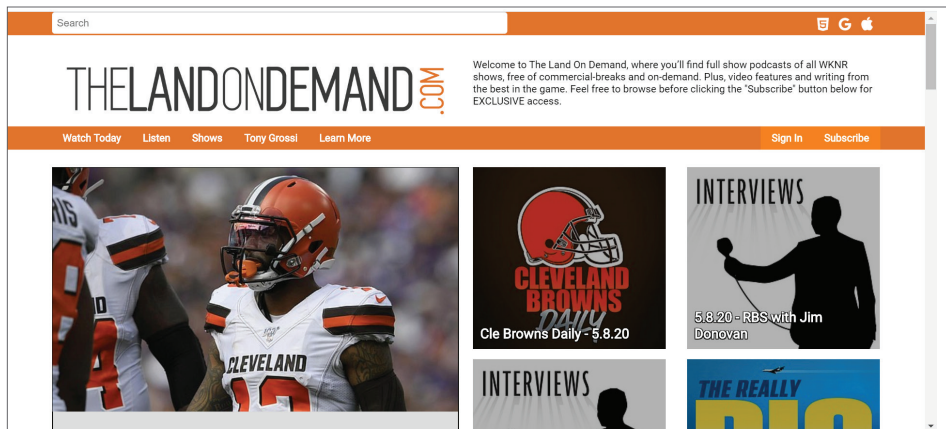 Search
THELANDONDEMAND.COM
Welcome to The Land On Demand, where you'll find full show podcasts of all WKNR
shows, free of commercial-breaks and on-demand. Plus, video features and writing from
the best in the game. Feel free to browse before clicking the "Subscribe" button below for
EXCLUSIVE access.
Watch Today Listen Shows Tony Grossi Learn More Sign In Subscribe
CLEVELAND
CLEVELAND
BROWNS
DAILY
Cle Browns Daily - 5.8.20
INTERVIEWS
5.8.20 - RBS with Jim
Donovan
INTERVIEWS
THE REALLY
BIG